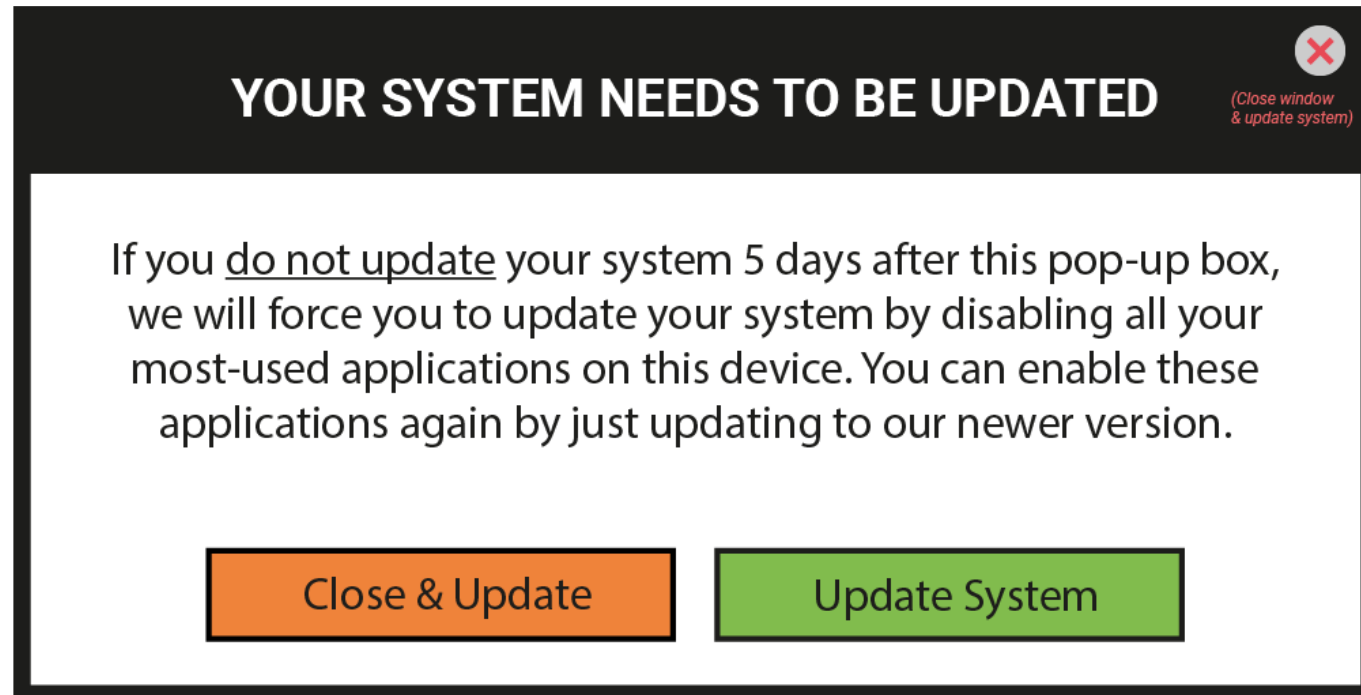 YOUR SYSTEM NEEDS TO BE UPDATED
(Close window
& update system)
If you do not update your system 5 days after this pop-up box,
we will force you to update your system by disabling all your
most-used applications on this device. You can enable these
applications again by just updating to our newer version.
Close & Update
Update System